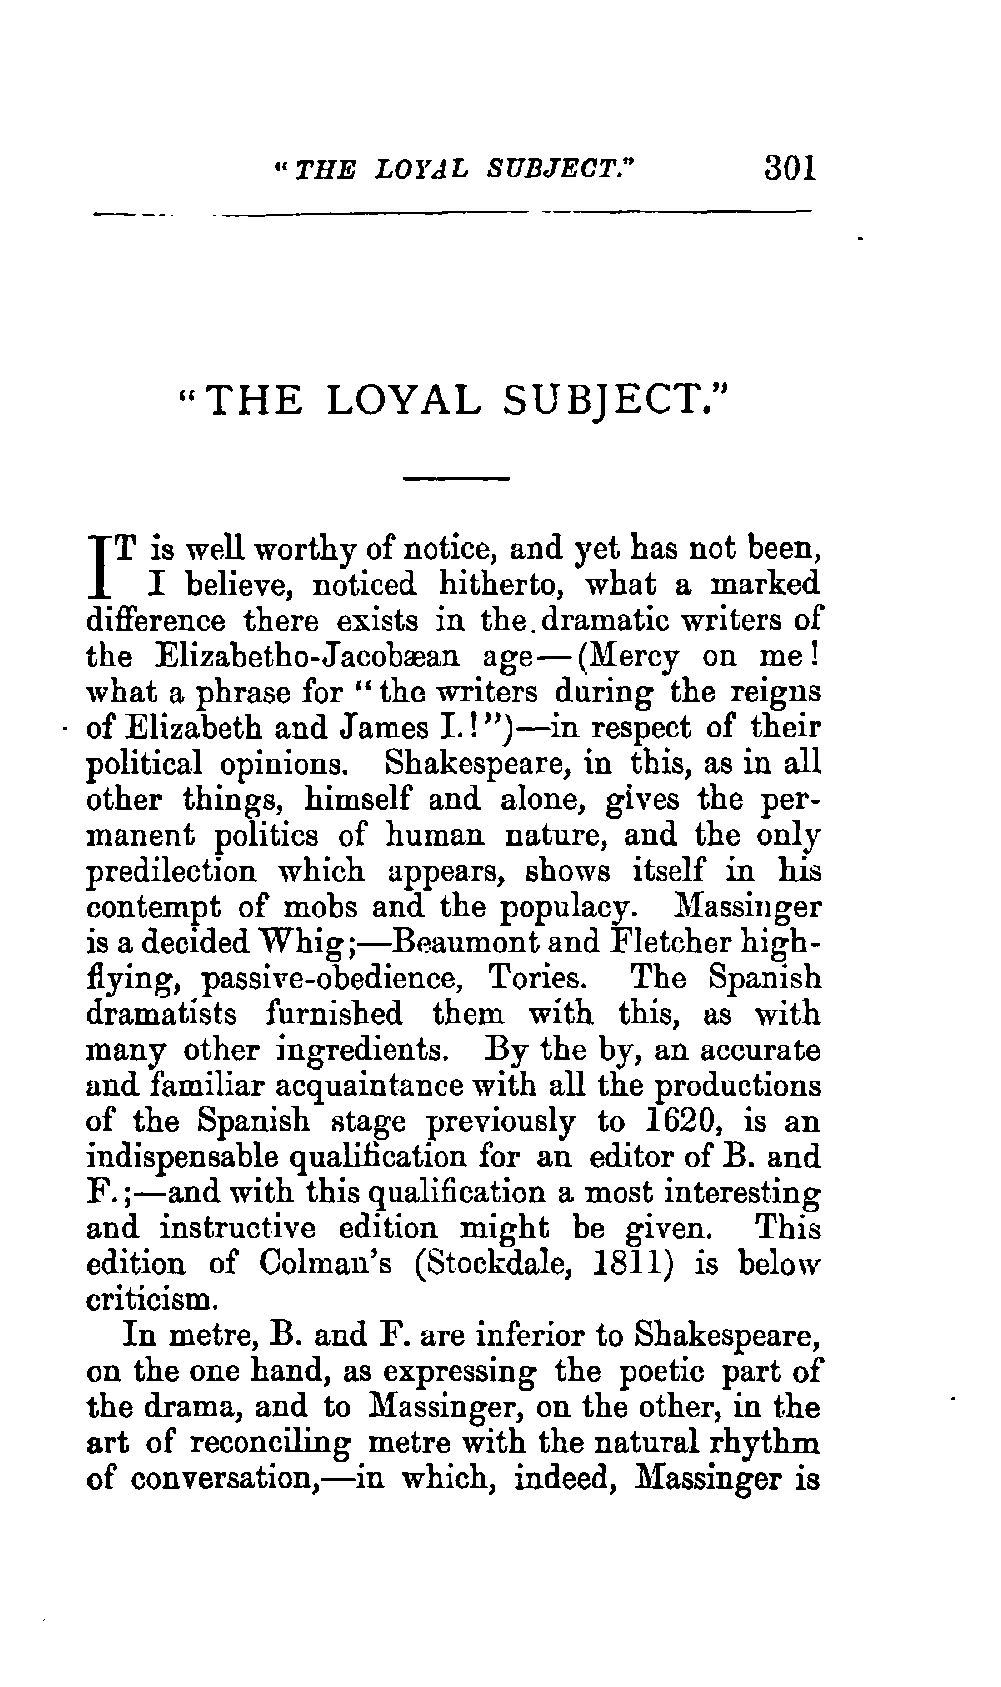 “THE LOYAL SUBJECT.” 301
“THE LOYAL SUBJECT.”
IT is well worthy of notice, and yet has not been,
I believe, noticed hitherto, what a marked
difference there exists in the dramatic writers of
the Elizabetho-Jacobæan age—(Mercy on me!
what a phrase for “the writers during the reigns
of Elizabeth and James I.!”)—in respect of their
political opinions. Shakespeare, in this, as in all
other things, himself and alone, gives the per-
manent politics of human nature, and the only
predilection which appears, shows itself in his
contempt of mobs and the populacy. Massinger
is a decided Whig;—Beaumont and Fletcher high-
flying, passive-obedience, Tories. The Spanish
dramatists furnished them with this, as with
many other ingredients. By the by, an accurate
and familiar acquaintance with all the productions
of the Spanish stage previously to 1620, is an
indispensable qualification for an editor of B. and
F.;—and with this qualification a most interesting
and instructive edition might be given. This
edition of Colman’s (Stockdale, 1811) is below
criticism.
In metre, B. and F. are inferior to Shakespeare,
on the one hand, as expressing the poetic part of
the drama, and to Massinger, on the other, in the
art of reconciling metre with the natural rhythm
of conversation,—in which, indeed, Massinger is